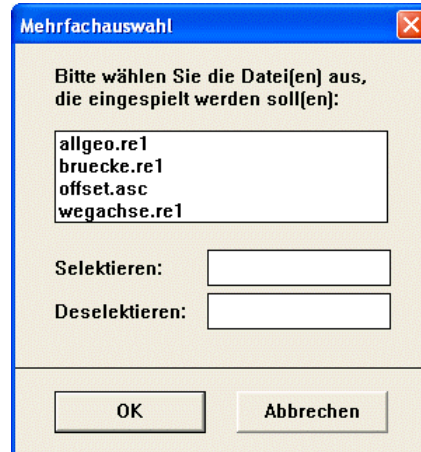 Mehrfachauswahl
Bitte wählen Sie die Datei(en) aus,
die eingespielt werden soll(en):
allgeo.re1
bruecke.re1
offset.asc
wegachse.re1
Selektieren:
Deselektieren:
OK
Abbrechen